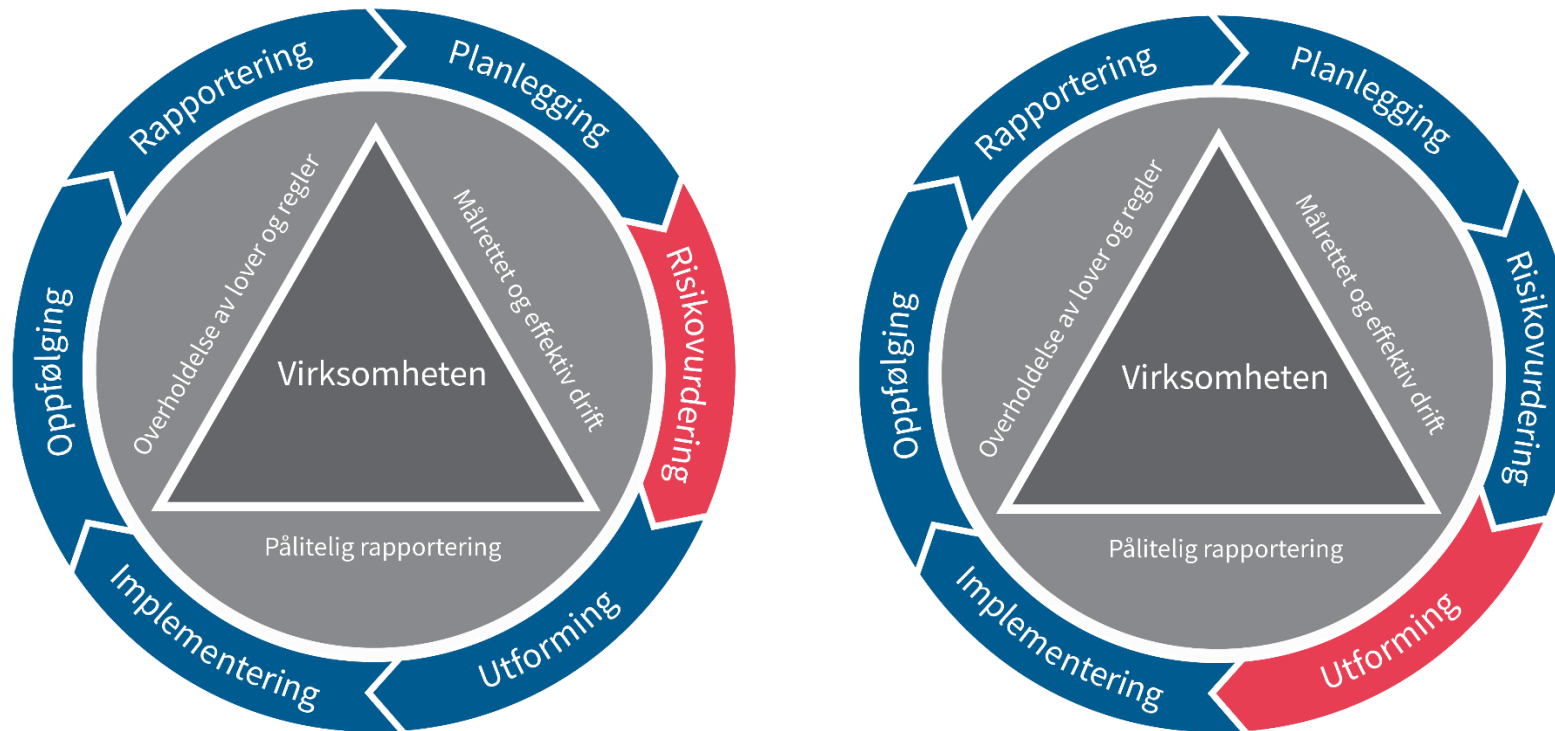 Rapportering
Planlegging
Risikovurdering
Utforming
Implementering
Oppfølging
Overholdelse av lover og regler
Målrettet og effektiv drift
Pålitelig rapportering
Virksomheten
Rapportering
Planlegging
Risikovurdering
Utforming
Implementering
Oppfølging
Overholdelse av lover og regler
Målrettet og effektiv drift
Pålitelig rapportering
Virksomheten